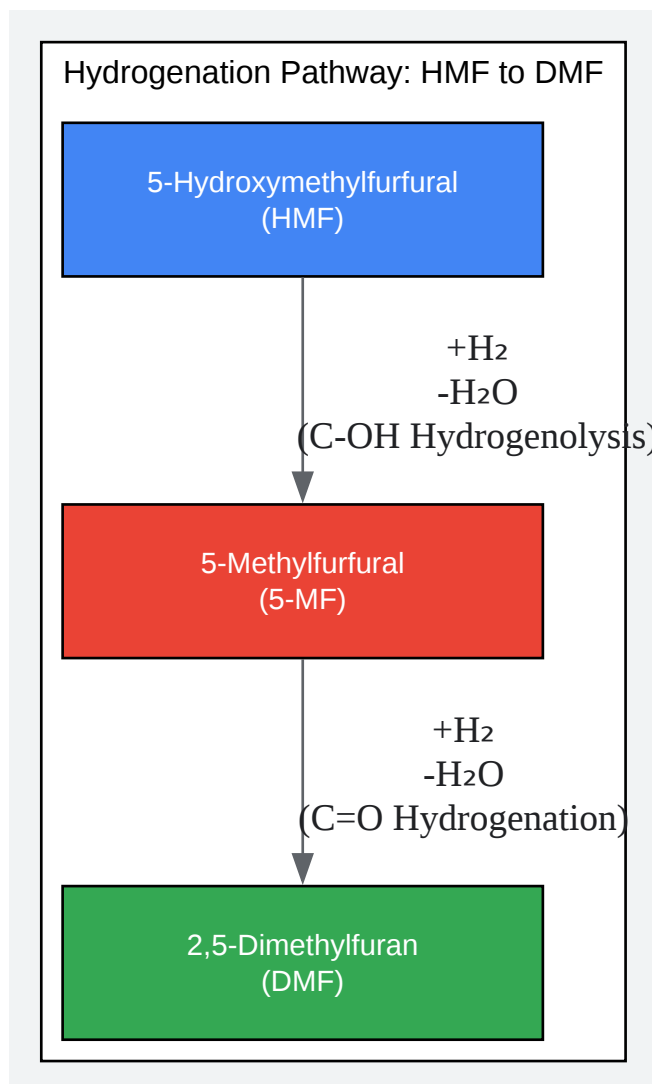 Hydrogenation Pathway: HMF to DMF
5-Hydroxymethylfurfural
(HMF)
+H₂
-H₂O
(C-OH Hydrogenolysis)
5-Methylfurfural
(5-MF)
+H₂
-H₂O
(C=O Hydrogenation)
2,5-Dimethylfuran
(DMF)